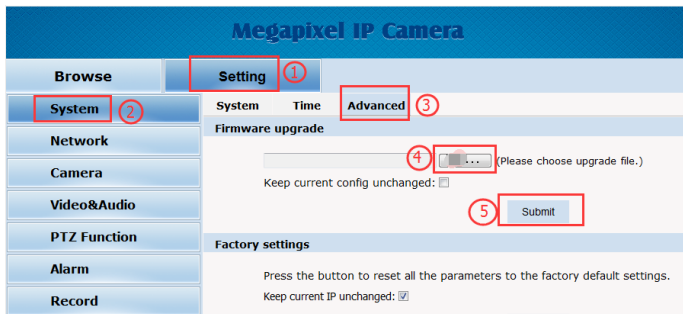 Megapixel IP Camera
Browse Setting 1
System 2 System Time Advanced 3
Firmware upgrade
Network
4 ... (Please choose upgrade file.)
Camera
Keep current config unchanged:
Video&Audio
5 Submit
PTZ Function
Factory settings
Alarm
Press the button to reset all the parameters to the factory default settings.
Record
Keep current IP unchanged: